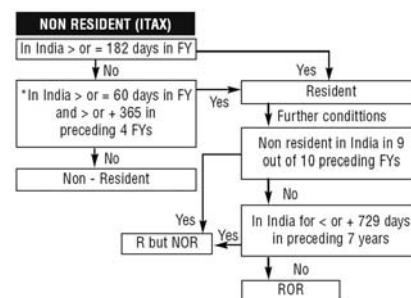 NON RESIDENT (ITAX)
In India > or = 182 days in FY
No
Yes
*In India > or = 60 days in FY
and > or + 365 in
preceding 4 FYs
Yes
Resident
Further condittions
No
Non - Resident
Non resident in India in 9
out of 10 preceding FYs
Yes
No
In India for < or + 729 days
in preceding 7 years
Yes
R but NOR
No
ROR